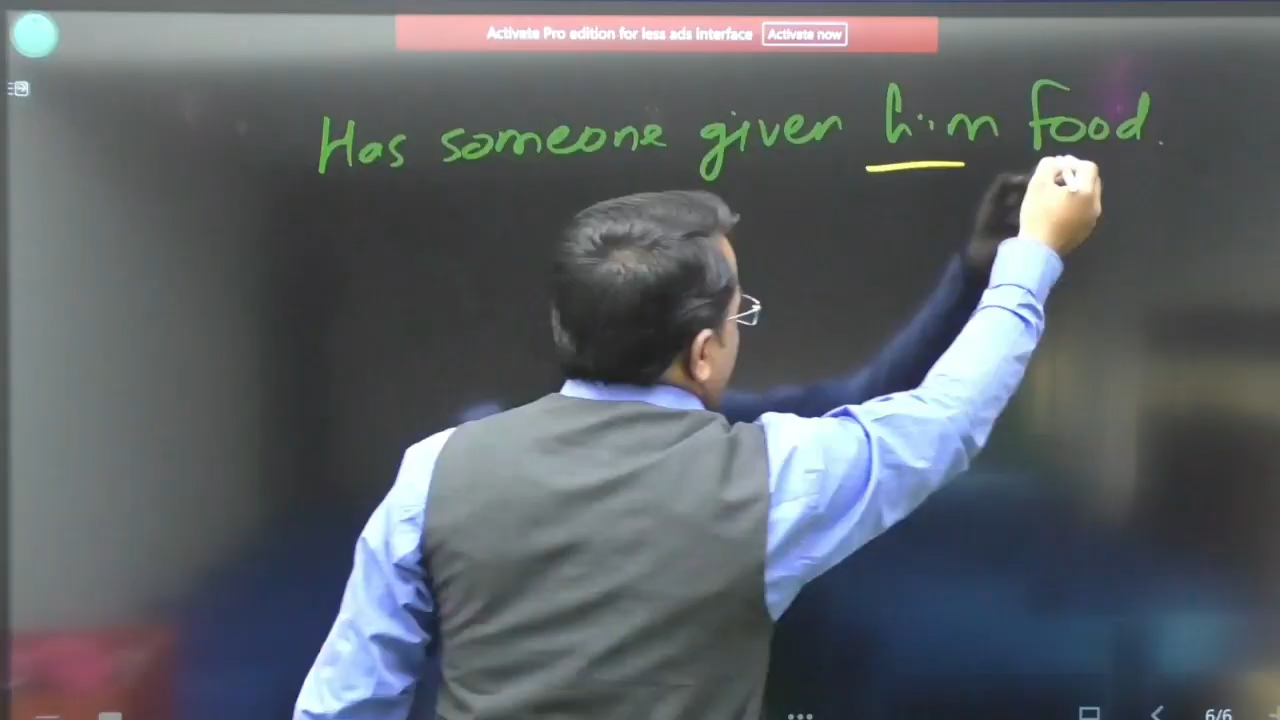 Activate Pro edition for less ads interface Activate now
Has someone given him food.
6/6